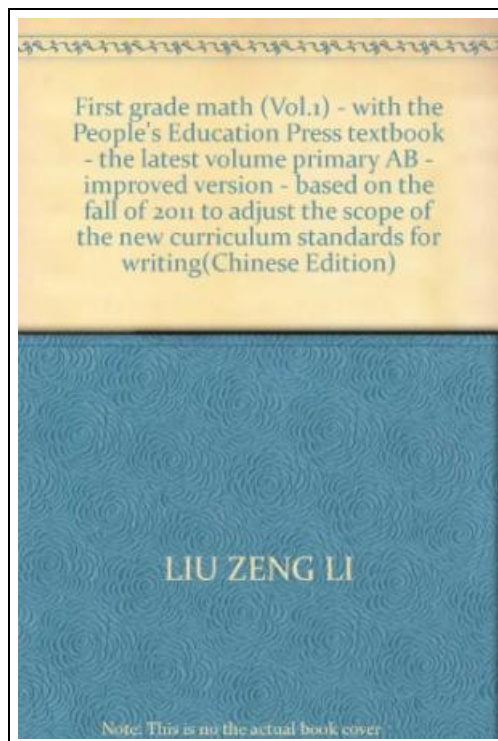 First grade math (Vol.1) - with the
People's Education Press textbook
- the latest volume primary AB -
improved version - based on the
fall of 2011 to adjust the scope of
the new curriculum standards for
writing(Chinese Edition)
LIU ZENG LI
Note: This is no the actual book cover